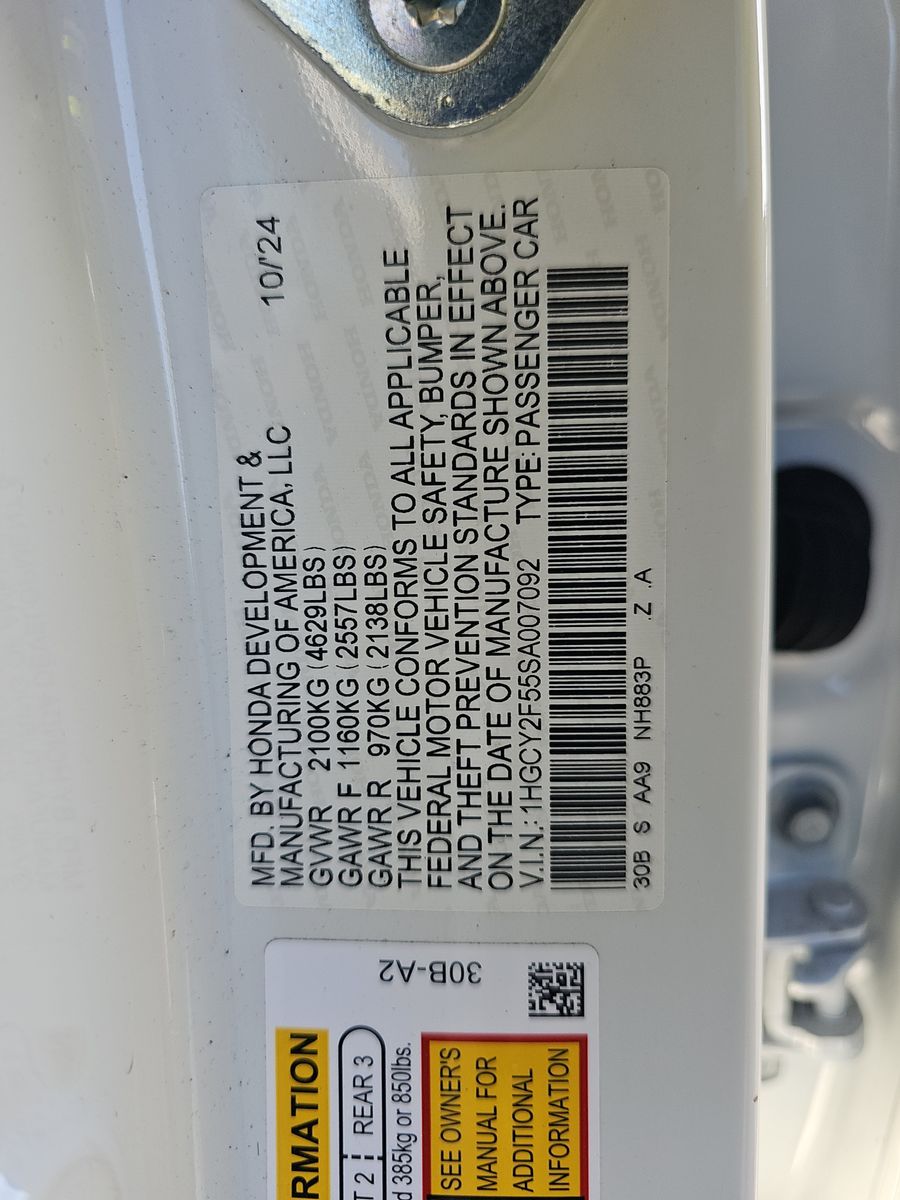 MFD. BY HONDA DEVELOPMENT &
MANUFACTURING OF AMERICA, LLC 10/'24
GVWR 2100KG (4629LBS)
GAWR F 1160KG (2557LBS)
GAWR R 970KG (2138LBS)
THIS VEHICLE CONFORMS TO ALL APPLICABLE
FEDERAL MOTOR VEHICLE SAFETY, BUMPER,
AND THEFT PREVENTION STANDARDS IN EFFECT
ON THE DATE OF MANUFACTURE SHOWN ABOVE.
V.I.N.: 1HGCY2F55SA007092 TYPE: PASSENGER CAR
30B S AA9 NH883P .Z .A
30B-A2
RMATION
T 2 REAR 3
d 385kg or 850lbs.
SEE OWNER'S
MANUAL FOR
ADDITIONAL
INFORMATION